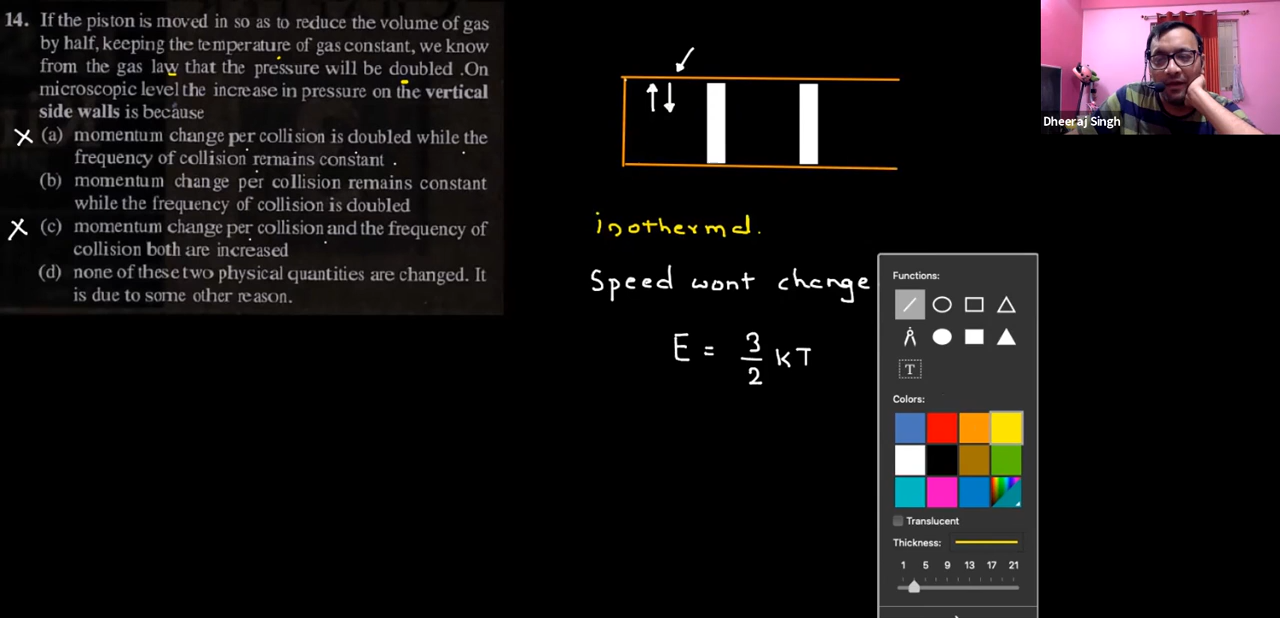 14. If the piston is moved in so as to reduce the volume of gas
by half, keeping the temperature of gas constant, we know
from the gas law that the pressure will be doubled .On
microscopic level the increase in pressure on the vertical
side walls is because
(a) momentum change per collision is doubled while the
frequency of collision remains constant .
(b) momentum change per collision remains constant
while the frequency of collision is doubled
(c) momentum change per collision and the frequency of
collision both are increased
(d) none of these two physical quantities are changed. It
is due to some other reason.
isothermal.
Speed wont change
E = 3/2 KT
Dheeraj Singh
Functions:
T
Colors:
Translucent
Thickness:
1 5 9 13 17 21